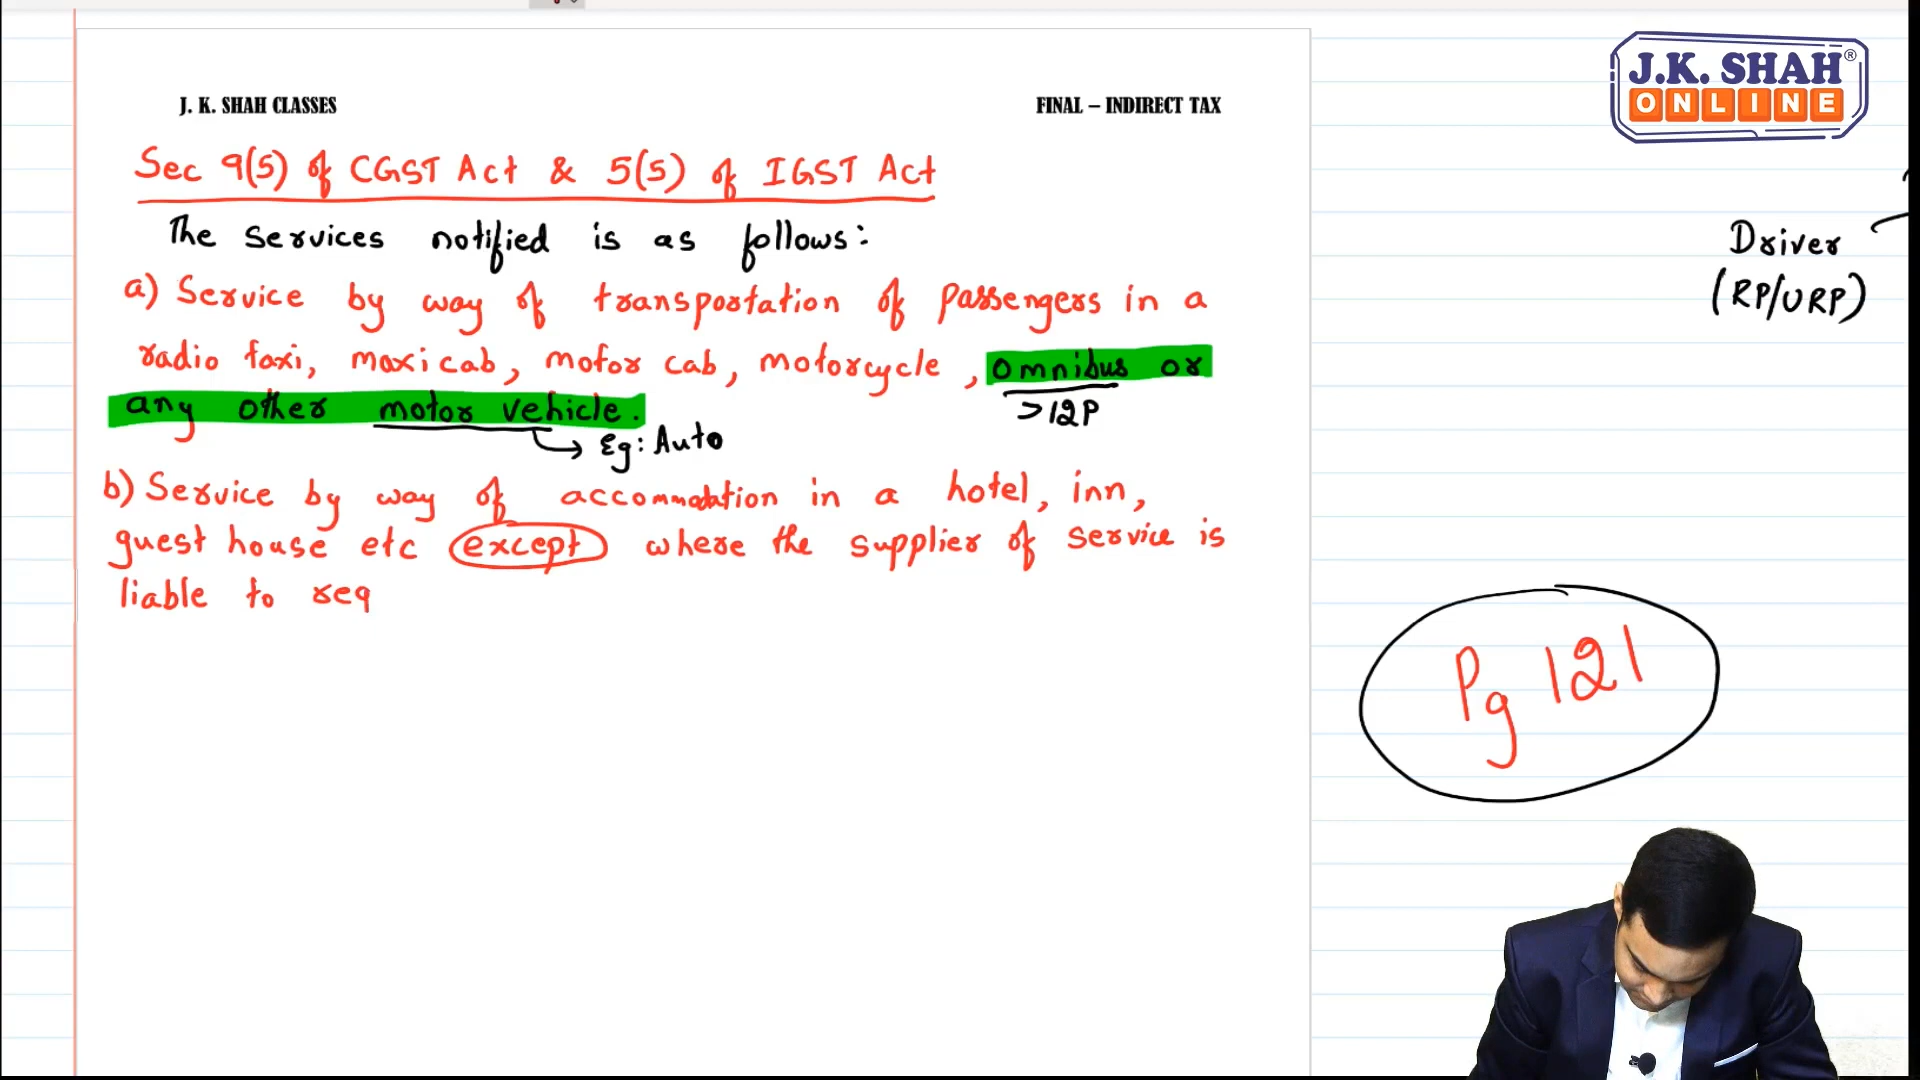 J. K. SHAH CLASSES
FINAL – INDIRECT TAX
Sec 9(5) of CGST Act & 5(5) of IGST Act
The services notified is as follows:
a) Service by way of transportation of passengers in a
radio taxi, maxi cab, motor cab, motorcycle, omnibus or
any other motor vehicle.
>12P
Eg: Auto
b) Service by way of accommodation in a hotel, inn,
guest house etc except where the supplier of service is
liable to reg
J.K. SHAH®
ONLINE
Driver
(RP/URP)
Pg 121